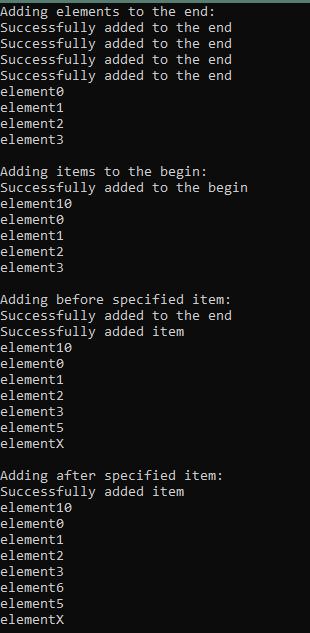 Adding elements to the end:
Successfully added to the end
Successfully added to the end
Successfully added to the end
Successfully added to the end
element0
element1
element2
element3

Adding items to the begin:
Successfully added to the begin
element10
element0
element1
element2
element3

Adding before specified item:
Successfully added to the end
Successfully added item
element10
element0
element1
element2
element3
element5
elementX

Adding after specified item:
Successfully added item
element10
element0
element1
element2
element3
element6
element5
elementX